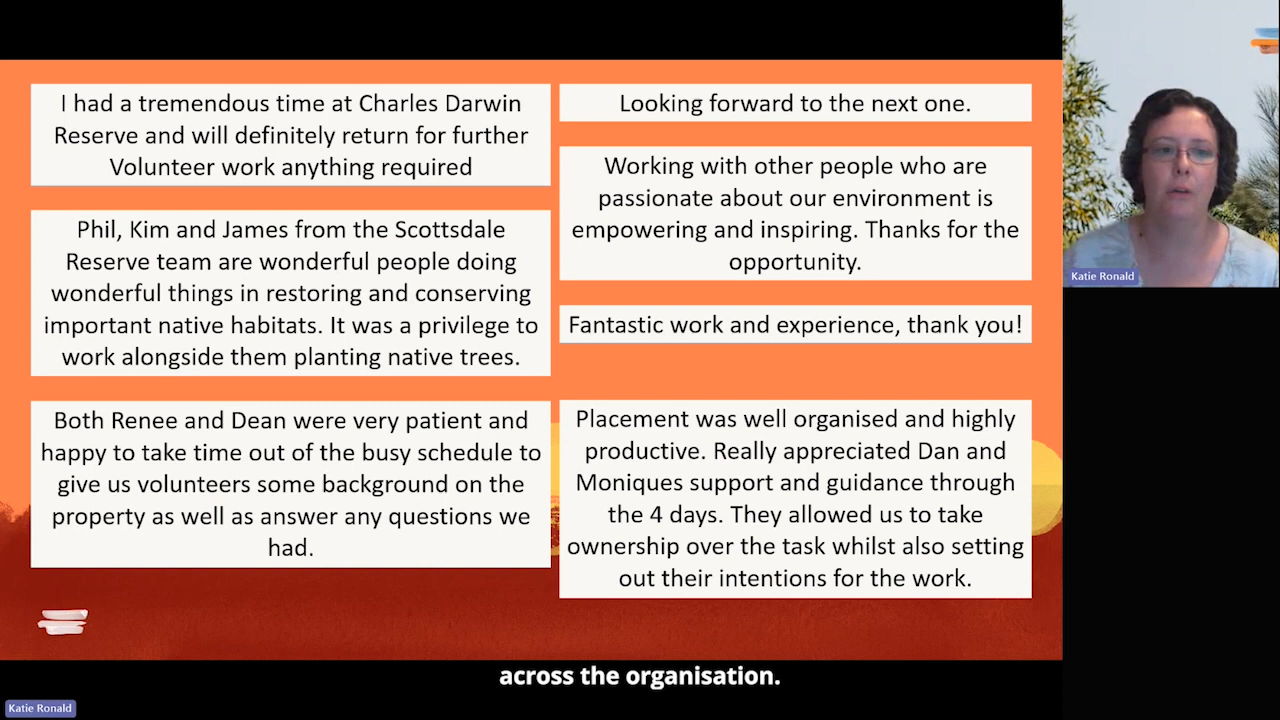 I had a tremendous time at Charles Darwin
Reserve and will definitely return for further
Volunteer work anything required
Phil, Kim and James from the Scottsdale
Reserve team are wonderful people doing
wonderful things in restoring and conserving
important native habitats. It was a privilege to
work alongside them planting native trees.
Both Renee and Dean were very patient and
happy to take time out of the busy schedule to
give us volunteers some background on the
property as well as answer any questions we
had.
Looking forward to the next one.
Working with other people who are
passionate about our environment is
empowering and inspiring. Thanks for the
opportunity.
Fantastic work and experience, thank you!
Placement was well organised and highly
productive. Really appreciated Dan and
Moniques support and guidance through
the 4 days. They allowed us to take
ownership over the task whilst also setting
out their intentions for the work.
Katie Ronald
across the organisation.
Katie Ronald